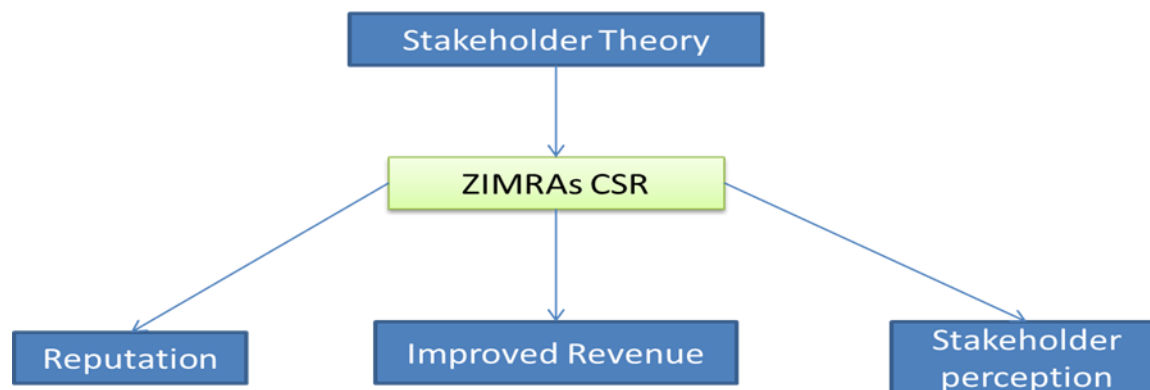 Stakeholder Theory
ZIMRAs CSR
Reputation
Improved Revenue
Stakeholder
perception